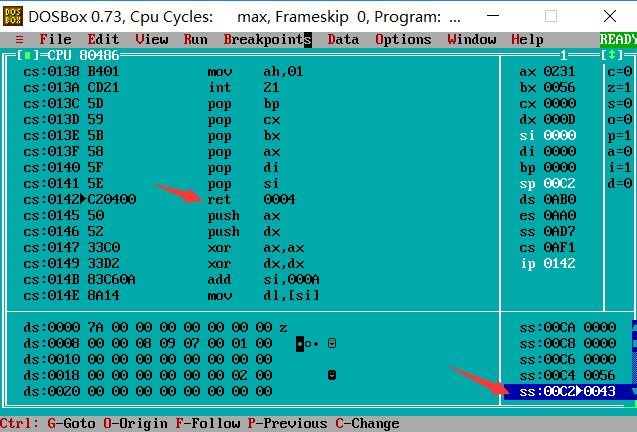 DOSBox 0.73, Cpu Cycles: max, Frameskip 0, Program: ...
≡ File Edit View Run Breakpoints Data Options Window Help READY
[■]=CPU 80486 1=[↕]
cs:0138 B401 mov ah,01 ax 0231 c=0
cs:013A CD21 int 21 bx 0056 z=1
cs:013C 5D pop bp cx 0000 s=0
cs:013D 59 pop cx dx 000D o=0
cs:013E 5B pop bx si 0000 p=1
cs:013F 58 pop ax di 0000 a=0
cs:0140 5F pop di bp 0000 i=1
cs:0141 5E pop si sp 00C2 d=0
cs:0142►C20400 ret 0004 ds 0AB0
cs:0145 50 push ax es 0AA0
cs:0146 52 push dx ss 0AD7
cs:0147 33C0 xor ax,ax cs 0AF1
cs:0149 33D2 xor dx,dx ip 0142
cs:014B 83C60A add si,000A
cs:014E 8A14 mov dl,[si]
ds:0000 7A 00 00 00 00 00 00 00 z ss:00CA 0000
ds:0008 00 00 08 09 07 00 01 00 ss:00C8 0000
ds:0010 00 00 00 00 00 00 00 00 ss:00C6 0000
ds:0018 00 00 00 00 00 00 02 00 ss:00C4 0056
ds:0020 00 00 00 00 00 00 00 00 ss:00C2►0043
Ctrl: G-Goto O-Origin F-Follow P-Previous C-Change